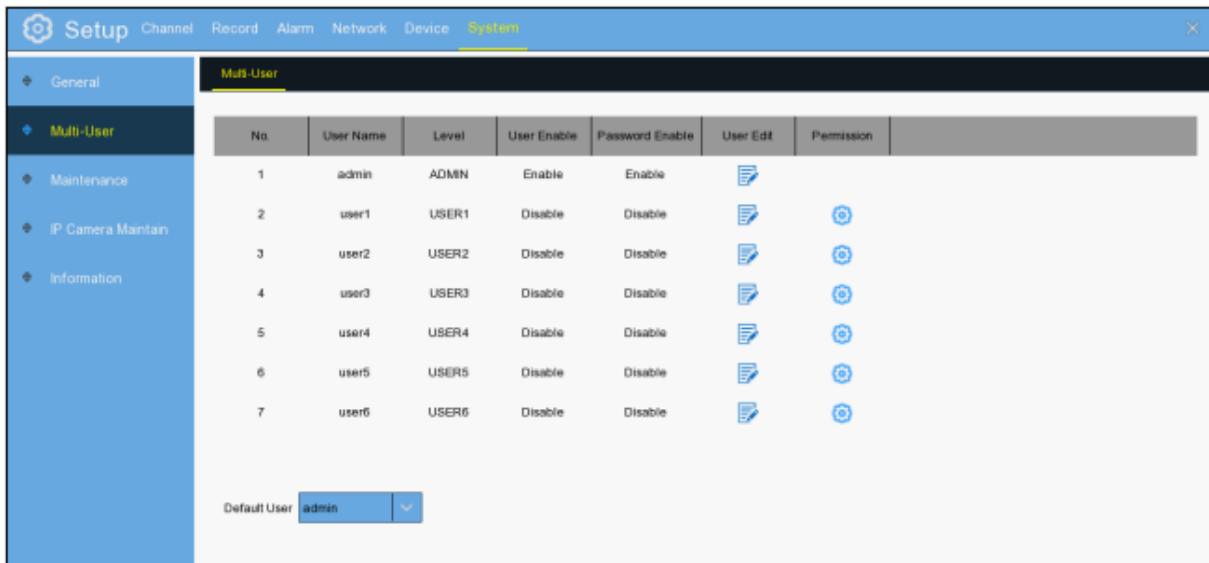 Setup Channel Record Alarm Network Device System
General
Multi-User
Maintenance
IP Camera Maintain
Information
Multi-User
No. User Name Level User Enable Password Enable User Edit Permission
1 admin ADMIN Enable Enable
2 user1 USER1 Disable Disable
3 user2 USER2 Disable Disable
4 user3 USER3 Disable Disable
5 user4 USER4 Disable Disable
6 user5 USER5 Disable Disable
7 user6 USER6 Disable Disable
Default User admin